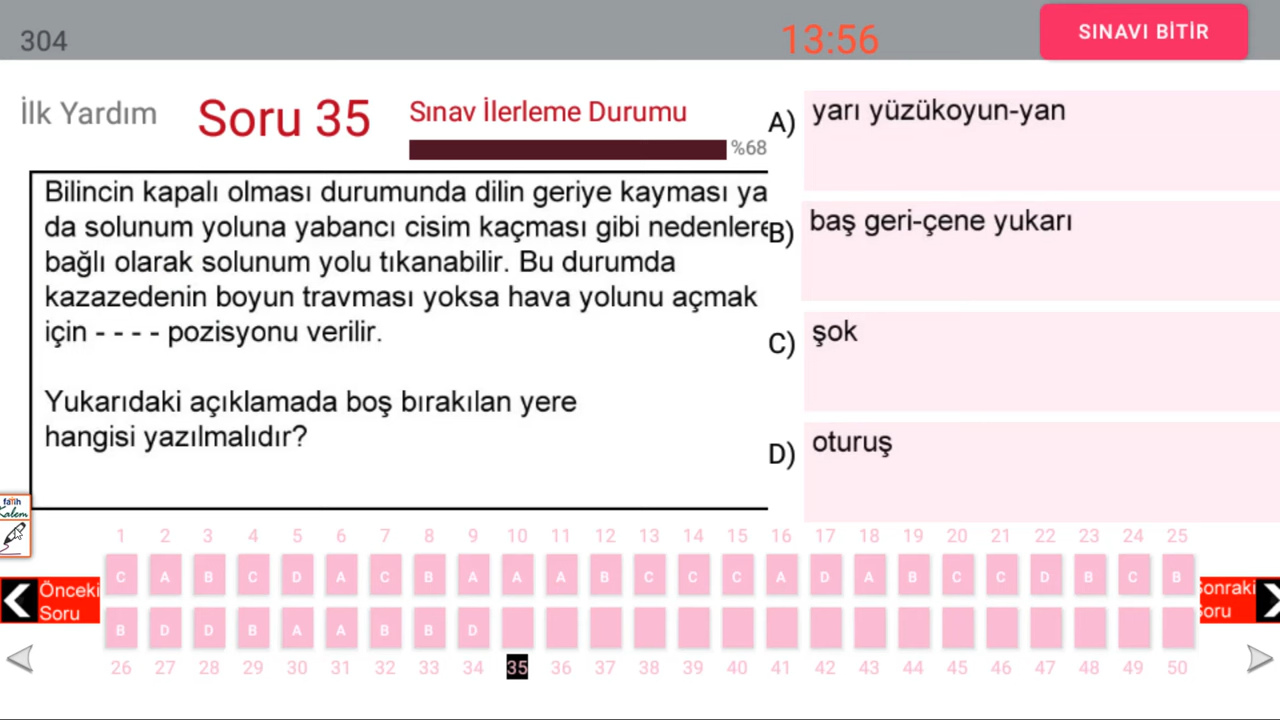 304
13:56
SINAVI BİTİR
İlk Yardım
Soru 35
Sınav İlerleme Durumu
%68
Bilincin kapalı olması durumunda dilin geriye kayması ya
da solunum yoluna yabancı cisim kaçması gibi nedenlere
bağlı olarak solunum yolu tıkanabilir. Bu durumda
kazazedenin boyun travması yoksa hava yolunu açmak
için - - - - pozisyonu verilir.
Yukarıdaki açıklamada boş bırakılan yere
hangisi yazılmalıdır?
A) yarı yüzükoyun-yan
B) baş geri-çene yukarı
C) şok
D) oturuş
fatih
Kalem
1 2 3 4 5 6 7 8 9 10 11 12 13 14 15 16 17 18 19 20 21 22 23 24 25
C A B C D A C B A A A B C C C A D A B C C D B C B
B D D B A A B B D
26 27 28 29 30 31 32 33 34 35 36 37 38 39 40 41 42 43 44 45 46 47 48 49 50
Önceki
Soru
Sonraki
Soru